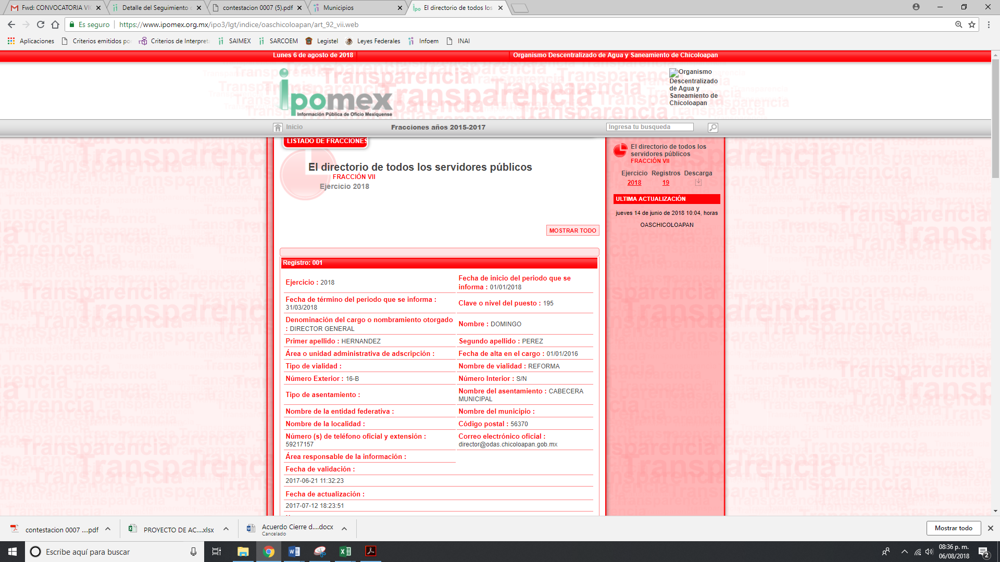 Fwd: CONVOCATORIA VIC
Detalle del Seguimiento d
contestacion 0007 (5).pdf
Municipios
El directorio de todos los
Es seguro
https://www.ipomex.org.mx/ipo3/lgt/indice/oaschicoloapan/art_92_vii.web
Aplicaciones
Criterios emitidos po
Criterios de Interpret
SAIMEX
SARCOEM
Legistel
Leyes Federales
Infoem
INAI
Lunes 6 de agosto de 2018
Organismo Descentralizado de Agua y Saneamiento de Chicoloapan
ipomex
Información Pública de Oficio Mexiquense
Transparencia
Organismo
Descentralizado
de Agua y
Saneamiento de
Chicoloapan
Inicio
Fracciones años 2015-2017
Ingresa tu busqueda
LISTADO DE FRACCIONES
El directorio de todos los servidores públicos
FRACCIÓN VII
Ejercicio 2018
MOSTRAR TODO
El directorio de todos los
servidores públicos
FRACCIÓN VII
Ejercicio Registros Descarga
2018 19
ULTIMA ACTUALIZACIÓN
jueves 14 de junio de 2018 10:04, horas
OASCHICOLOAPAN
Registro: 001
Ejercicio : 2018
Fecha de inicio del periodo que se
informa : 01/01/2018
Fecha de término del periodo que se informa :
31/03/2018
Clave o nivel del puesto : 195
Denominación del cargo o nombramiento otorgado
: DIRECTOR GENERAL
Nombre : DOMINGO
Primer apellido : HERNANDEZ
Segundo apellido : PEREZ
Área o unidad administrativa de adscripción :
Fecha de alta en el cargo : 01/01/2016
Tipo de vialidad :
Nombre de vialidad : REFORMA
Número Exterior : 16-B
Número Interior : S/N
Tipo de asentamiento :
Nombre del asentamiento : CABECERA
MUNICIPAL
Nombre de la entidad federativa :
Nombre del municipio :
Nombre de la localidad :
Código postal : 56370
Número (s) de teléfono oficial y extensión :
59217157
Correo electrónico oficial :
director@odas.chicoloapan.gob.mx
Área responsable de la información :
Fecha de validación :
2017-06-21 11:32:23
Fecha de actualización :
2017-07-12 18:23:51
contestacion 0007 ....pdf
PROYECTO DE AC....xlsx
Acuerdo Cierre d....docx
Cancelado
Mostrar todo
Escribe aquí para buscar
08:36 p. m.
06/08/2018
2